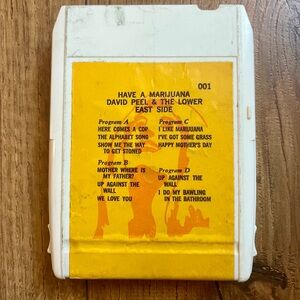 001
HAVE A MARIJUANA
DAVID PEEL & THE LOWER
EAST SIDE
Program A
HERE COMES A COP
THE ALPHABET SONG
SHOW ME THE WAY
TO GET STONED
Program B
MOTHER WHERE IS
MY FATHER?
UP AGAINST THE
WALL
WE LOVE YOU
Program C
I LIKE MARIJUANA
I'VE GOT SOME GRASS
HAPPY MOTHER'S DAY
Program D
UP AGAINST THE
WALL
I DO MY BAWLING
IN THE BATHROOM